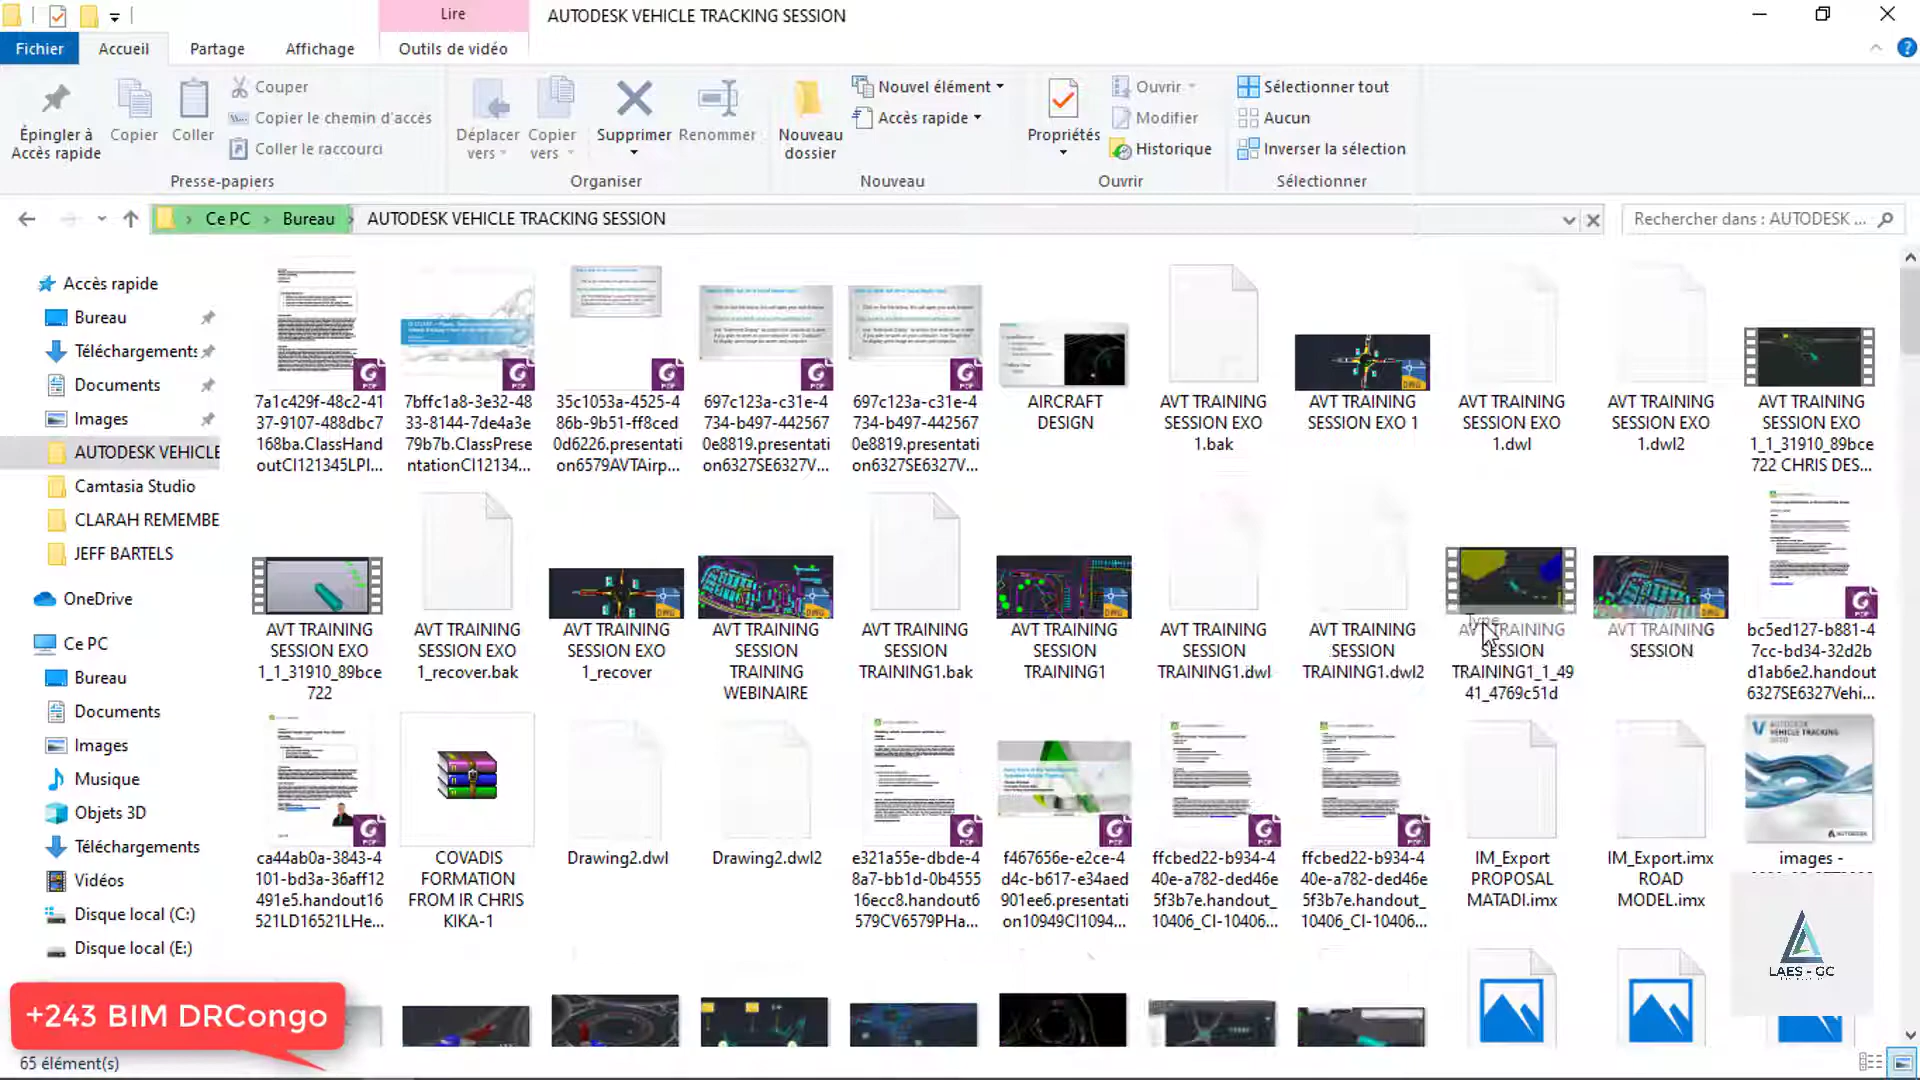 Lire
AUTODESK VEHICLE TRACKING SESSION
Fichier
Accueil
Partage
Affichage
Outils de vidéo
Épingler à
Accès rapide
Copier
Coller
Couper
Copier le chemin d'accès
Coller le raccourci
Presse-papiers
Déplacer
vers
Copier
vers
Supprimer
Renommer
Organiser
Nouveau
dossier
Nouvel élément
Accès rapide
Nouveau
Propriétés
Ouvrir
Modifier
Historique
Ouvrir
Sélectionner tout
Aucun
Inverser la sélection
Sélectionner
Ce PC
Bureau
AUTODESK VEHICLE TRACKING SESSION
Rechercher dans : AUTODESK ...
Accès rapide
Bureau
Téléchargements
Documents
Images
AUTODESK VEHICLE
Camtasia Studio
CLARAH REMEMBE
JEFF BARTELS
OneDrive
Ce PC
Bureau
Documents
Images
Musique
Objets 3D
Téléchargements
Vidéos
Disque local (C:)
Disque local (E:)
7a1c429f-48c2-41
37-9107-488dbc7
168ba.ClassHand
outCI121345LPI...
7bffc1a8-3e32-48
33-8144-7de4a3e
79b7b.ClassPrese
ntationCI12134...
35c1053a-4525-4
86b-9b51-ff8ced
0d6226.presentati
on6579AVTAirp...
697c123a-c31e-4
734-b497-442567
0e8819.presentati
on6327SE6327V...
697c123a-c31e-4
734-b497-442567
0e8819.presentati
on6327SE6327V...
AIRCRAFT
DESIGN
AVT TRAINING
SESSION EXO
1.bak
AVT TRAINING
SESSION EXO 1
AVT TRAINING
SESSION EXO
1.dwl
AVT TRAINING
SESSION EXO
1.dwl2
AVT TRAINING
SESSION EXO
1_1_31910_89bce
722 CHRIS DES...
AVT TRAINING
SESSION EXO
1_1_31910_89bce
722
AVT TRAINING
SESSION EXO
1_recover.bak
AVT TRAINING
SESSION EXO
1_recover
AVT TRAINING
SESSION
TRAINING
WEBINAIRE
AVT TRAINING
SESSION
TRAINING1.bak
AVT TRAINING
SESSION
TRAINING1
AVT TRAINING
SESSION
TRAINING1.dwl
AVT TRAINING
SESSION
TRAINING1.dwl2
AVT TRAINING
SESSION
TRAINING1_1_49
41_4769c51d
AVT TRAINING
SESSION
bc5ed127-b881-4
7cc-bd34-32d2b
d1ab6e2.handout
6327SE6327Vehi...
ca44ab0a-3843-4
101-bd3a-36aff12
491e5.handout16
521LD16521LHe...
COVADIS
FORMATION
FROM IR CHRIS
KIKA-1
Drawing2.dwl
Drawing2.dwl2
e321a55e-dbde-4
8a7-bb1d-0b4555
16ecc8.handout6
579CV6579PHa...
f467656e-e2ce-4
d4c-b617-e34aed
901ee6.presentati
on10949CI1094...
ffcbed22-b934-4
40e-a782-ded46e
5f3b7e.handout_
10406_CI-10406...
ffcbed22-b934-4
40e-a782-ded46e
5f3b7e.handout_
10406_CI-10406...
IM_Export
PROPOSAL
MATADI.imx
IM_Export.imx
ROAD
MODEL.imx
AUTODESK
VEHICLE TRACKING
images -
LAES - GC
+243 BIM DRCongo
65 élément(s)